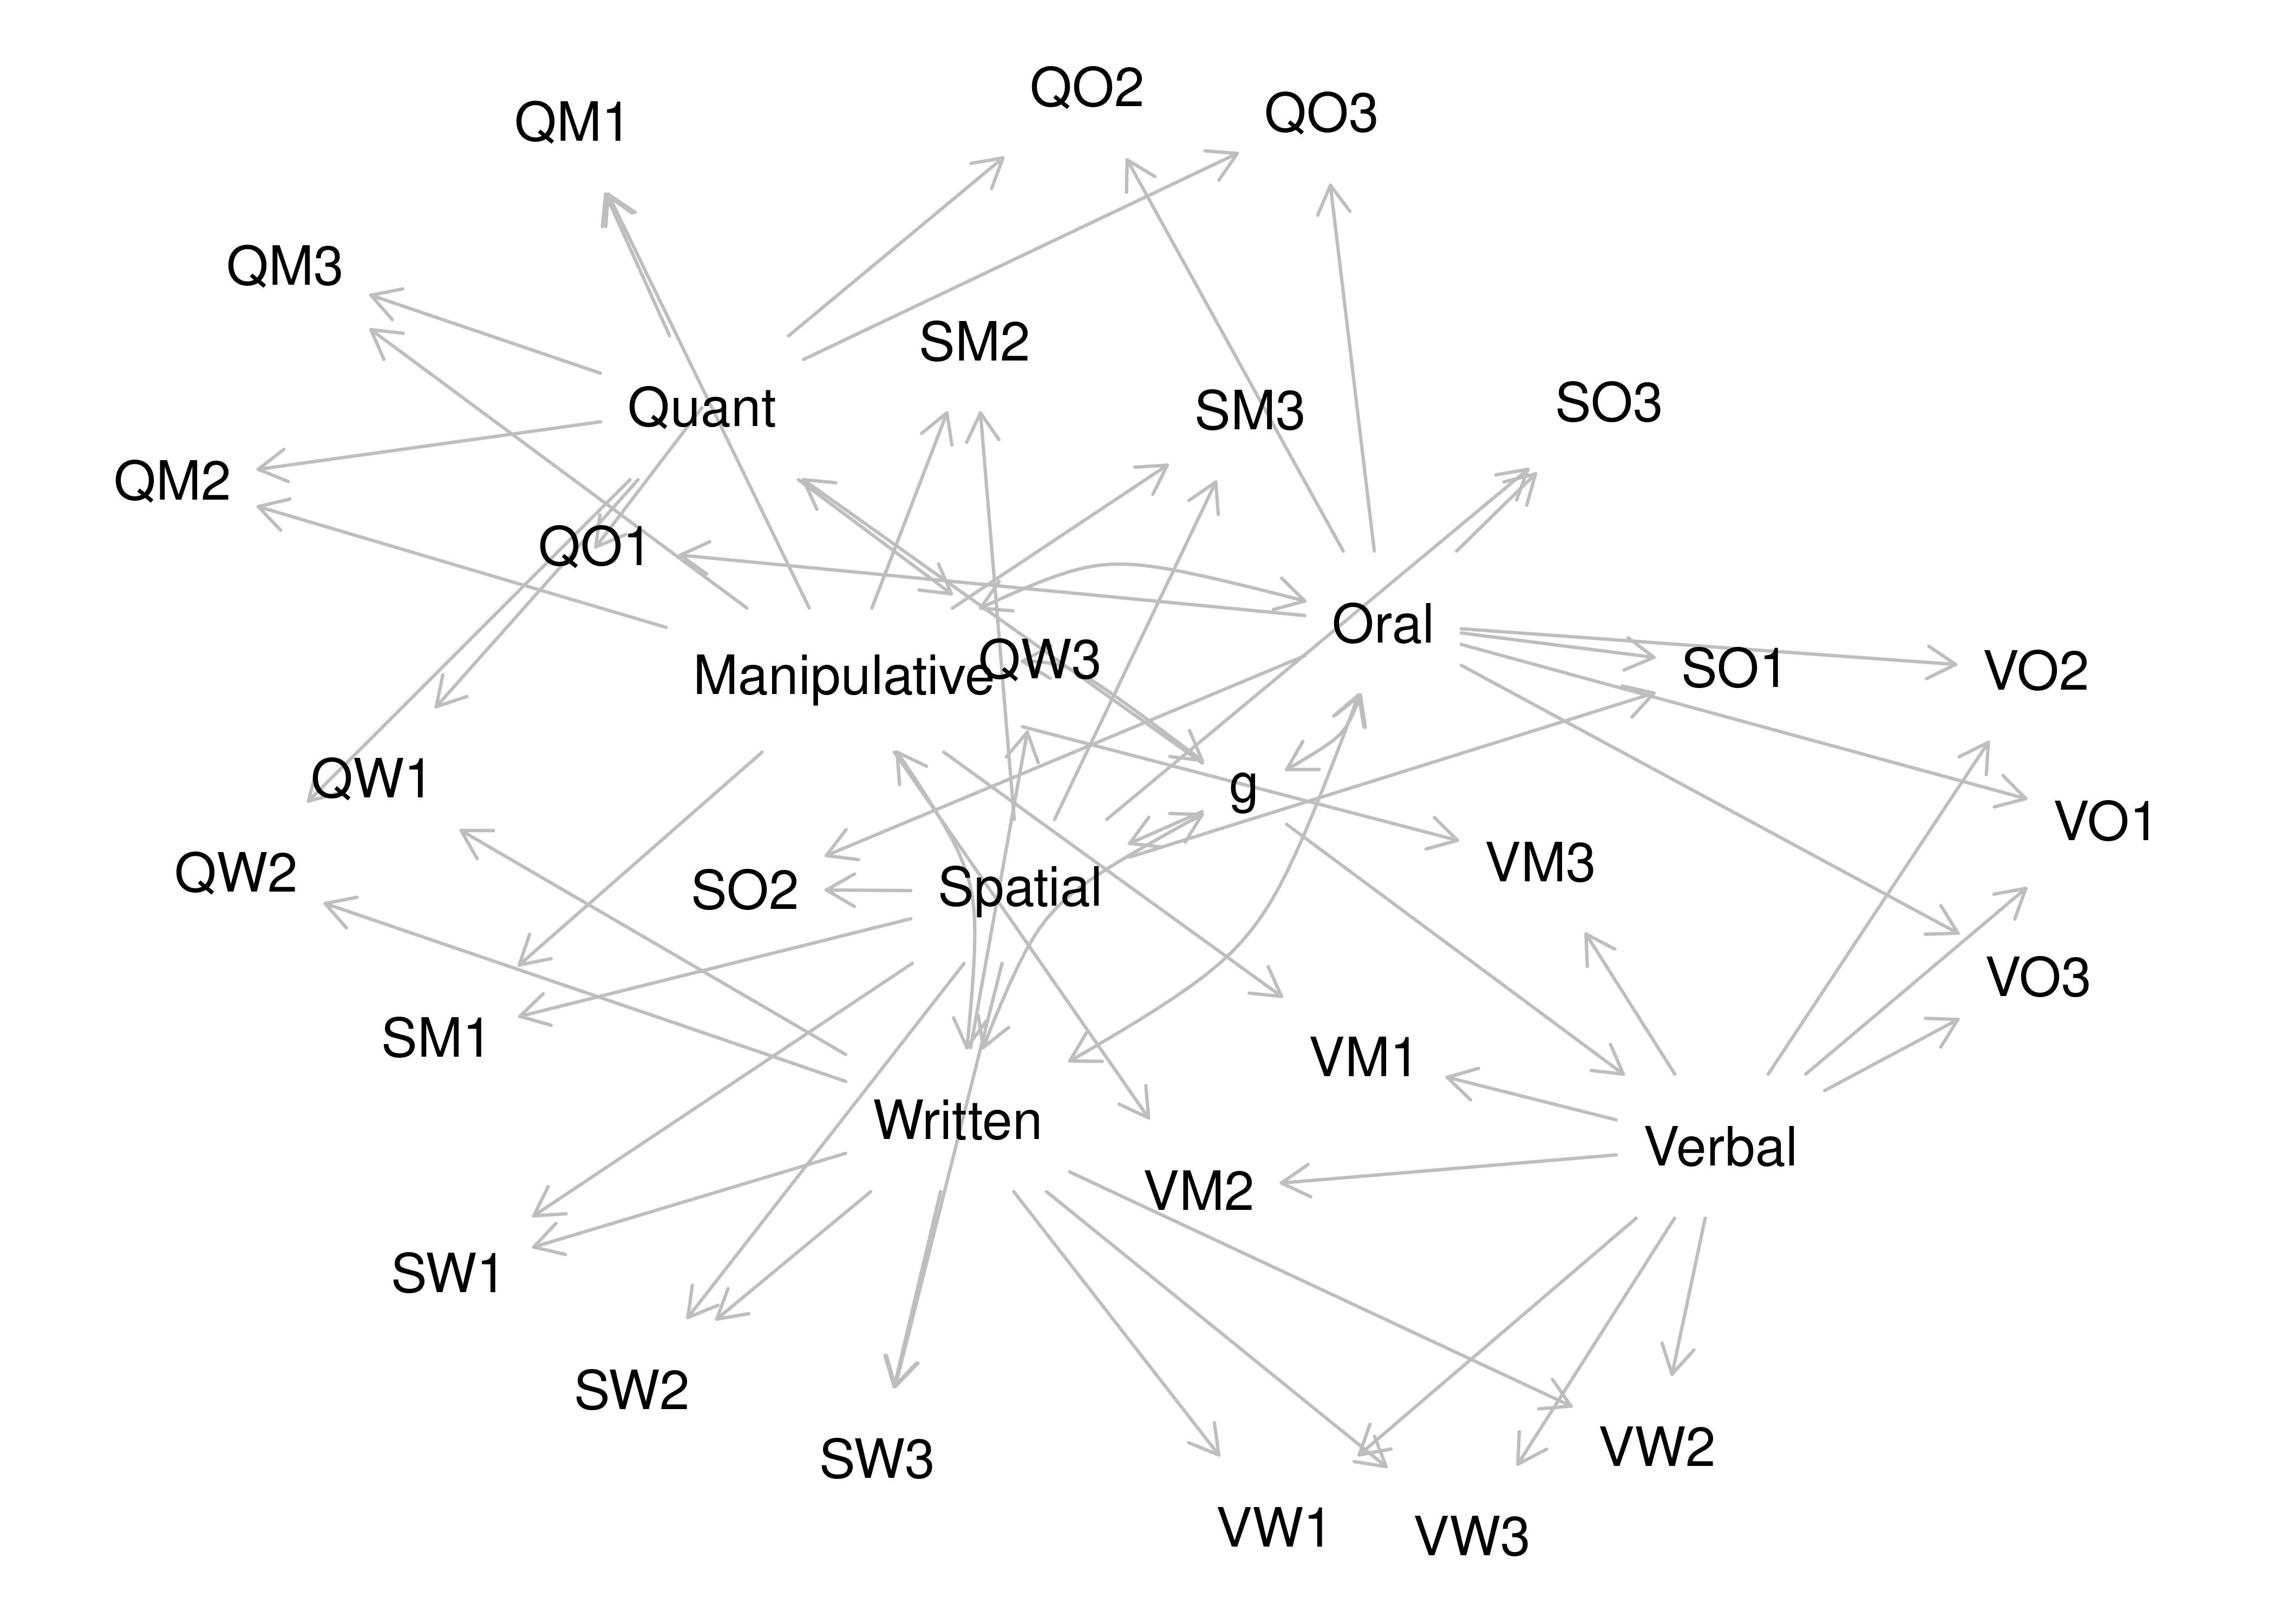 QO2
QO3
QM1
QM3
SM2
SO3
Quant
SM3
QM2
QO1
Oral
QW3
SO1
VO2
Manipulative
QW1
g
VO1
VM3
QW2
SO2
Spatial
VO3
SM1
VM1
Written
Verbal
VM2
SW1
SW2
VW2
SW3
VW1
VW3